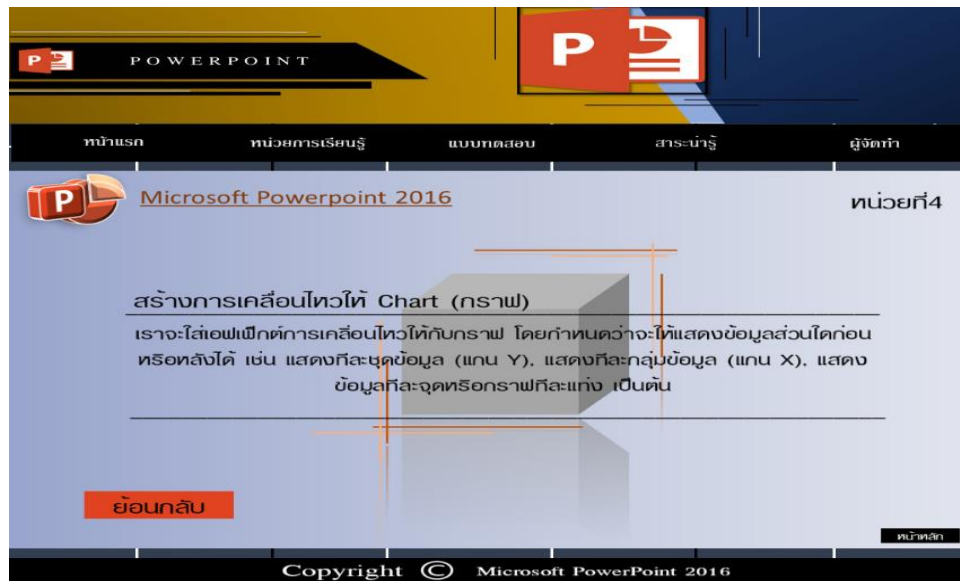 POWERPOINT
หน้าแรก หน่วยการเรียนรู้ แบบทดสอบ สาระน่ารู้ ผู้จัดทำ
Microsoft Powerpoint 2016
หน่วยที่4
สร้างการเคลื่อนไหวให้ Chart (กราฟ)
เราจะใส่เอฟเฟ็กต์การเคลื่อนไหวให้กับกราฟ โดยกำหนดว่าจะให้แสดงข้อมูลส่วนใดก่อน
หรือหลังได้ เช่น แสดงทีละชุดข้อมูล (แกน Y), แสดงทีละกลุ่มข้อมูล (แกน X), แสดง
ข้อมูลทีละจุดหรือกราฟทีละแท่ง เป็นต้น
ย้อนกลับ
หน้าหลัก
Copyright © Microsoft PowerPoint 2016